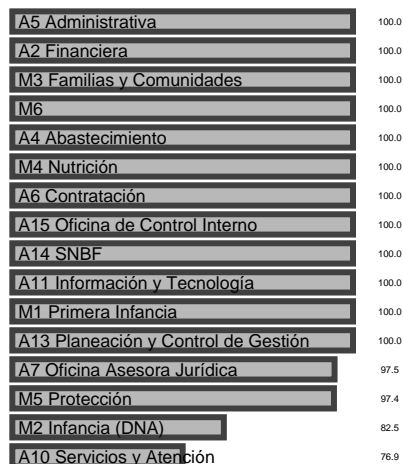 A5 Administrativa 100.0
A2 Financiera 100.0
M3 Familias y Comunidades 100.0
M6 100.0
A4 Abastecimiento 100.0
M4 Nutrición 100.0
A6 Contratación 100.0
A15 Oficina de Control Interno 100.0
A14 SNBF 100.0
A11 Información y Tecnología 100.0
M1 Primera Infancia 100.0
A13 Planeación y Control de Gestión 100.0
A7 Oficina Asesora Jurídica 97.5
M5 Protección 97.4
M2 Infancia (DNA) 82.5
A10 Servicios y Atención 76.9